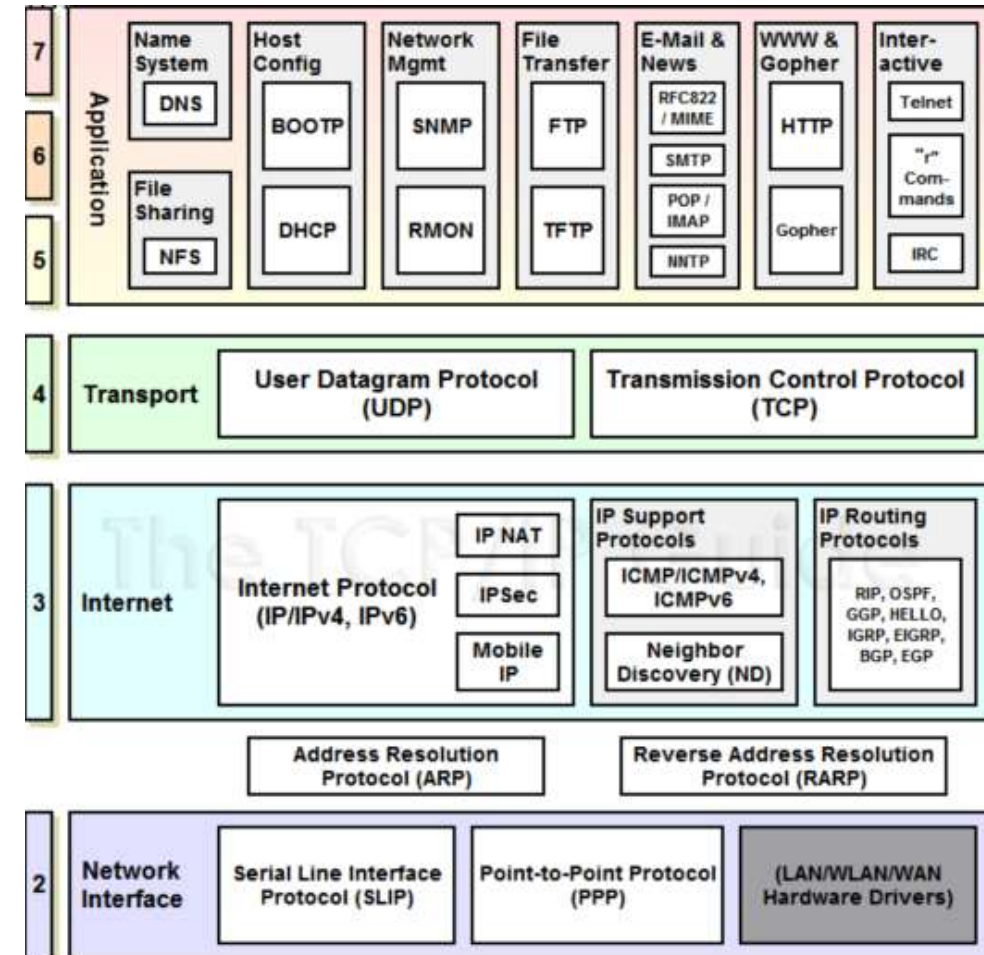 7
6
5
Application
Name
System
DNS
File
Sharing
NFS
Host
Config
BOOTP
DHCP
Network
Mgmt
SNMP
RMON
File
Transfer
FTP
TFTP
E-Mail &
News
RFC822
/ MIME
SMTP
POP /
IMAP
NNTP
WWW &
Gopher
HTTP
Gopher
Inter-
active
Telnet
"r"
Com-
mands
IRC
4
Transport
User Datagram Protocol
(UDP)
Transmission Control Protocol
(TCP)
The TCP/IP Guide
3
Internet
Internet Protocol
(IP/IPv4, IPv6)
IP NAT
IPSec
Mobile
IP
IP Support
Protocols
ICMP/ICMPv4,
ICMPv6
Neighbor
Discovery (ND)
IP Routing
Protocols
RIP, OSPF,
GGP, HELLO,
IGRP, EIGRP,
BGP, EGP
Address Resolution
Protocol (ARP)
Reverse Address Resolution
Protocol (RARP)
2
Network
Interface
Serial Line Interface
Protocol (SLIP)
Point-to-Point Protocol
(PPP)
(LAN/WLAN/WAN
Hardware Drivers)